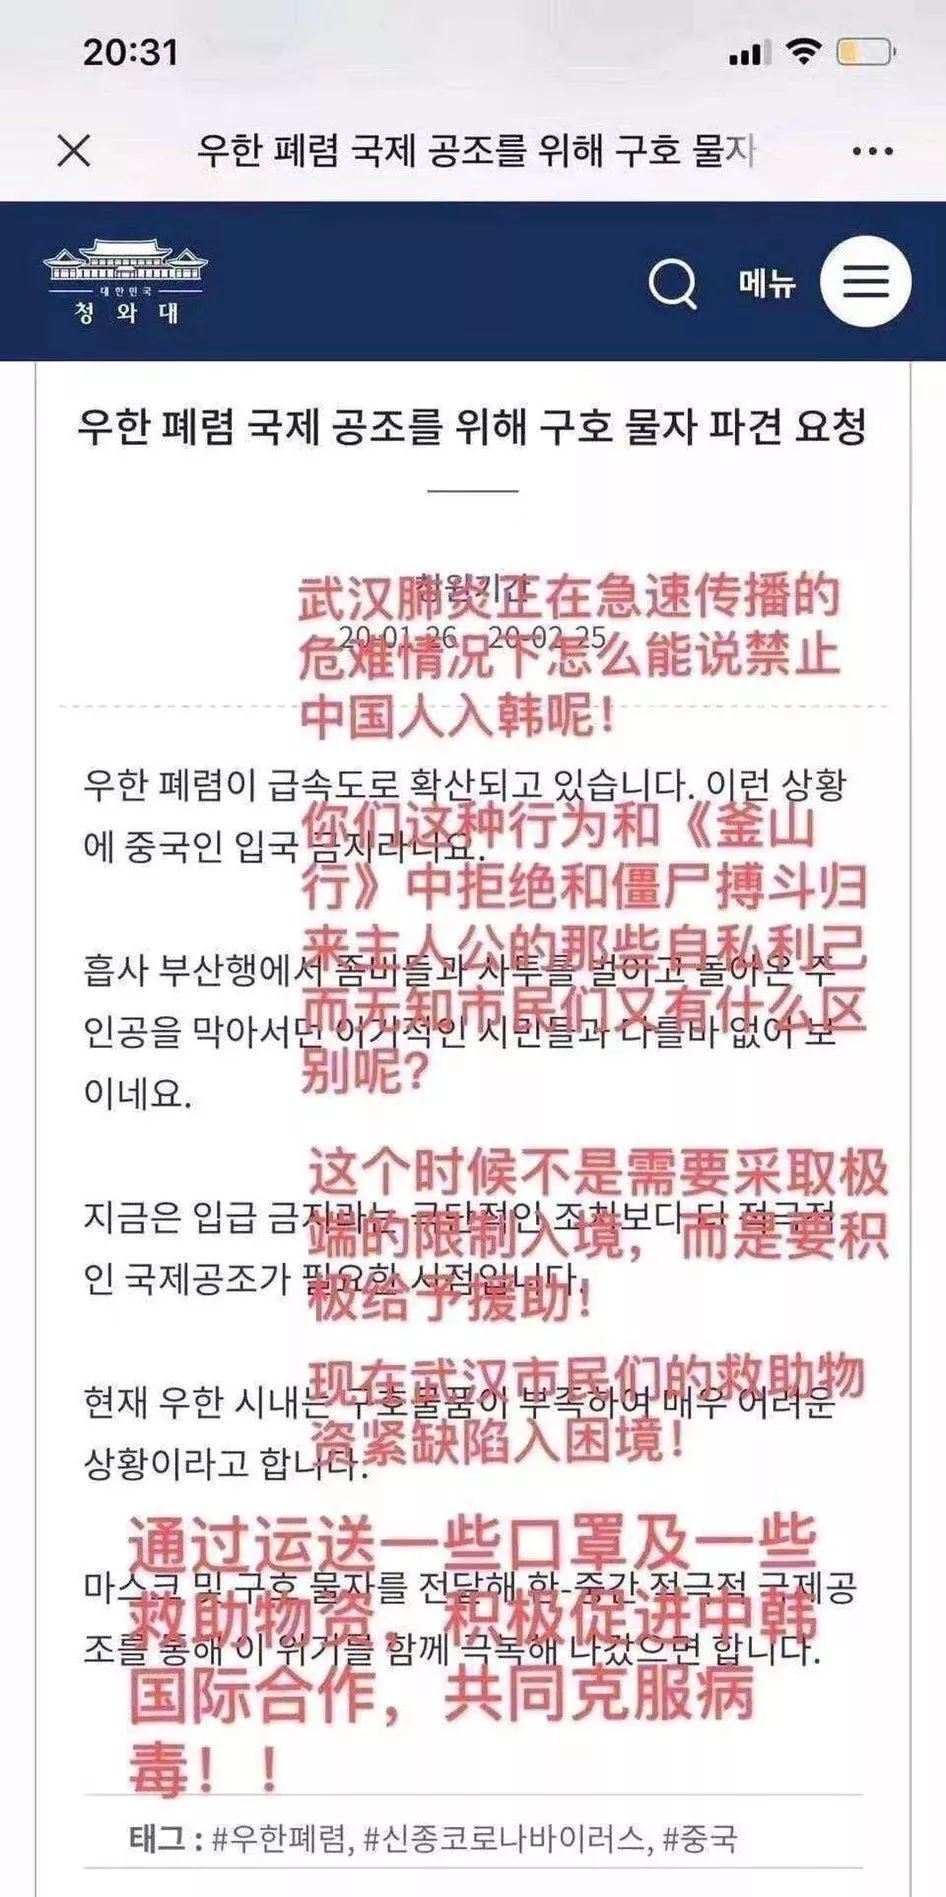 20:31
우한 폐렴 국제 공조를 위해 구호 물자
대한민국
청와대
메뉴
우한 폐렴 국제 공조를 위해 구호 물자 파견 요청
청원기간
20-01-26 20-02-25
武汉肺炎正在急速传播的
危难情况下怎么能说禁止
中国人入韩呢！
우한 폐렴이 급속도로 확산되고 있습니다. 이런 상황
에 중국인 입국 금지라니요.
你们这种行为和《釜山
行》中拒绝和僵尸搏斗归
来主人公的那些自私利己
而无知市民们又有什么区
别呢?
흡사 부산행에서 좀비들과 사투를 벌이고 돌아온 주
인공을 막아서던 이기적인 시민들과 다를바 없어 보
이네요.
这个时候不是需要采取极
端的限制入境，而是要积
极给予援助！
지금은 입급 금지라는 극단적인 조치보다 더 적극적
인 국제공조가 필요한 시점입니다.
现在武汉市民们的救助物
资紧缺陷入困境！
현재 우한 시내는 구호물품이 부족하여 매우 어려운
상황이라고 합니다.
通过运送一些口罩及一些
救助物资，积极促进中韩
国际合作，共同克服病
毒！！
마스크 및 구호 물자를 전달해 한-중간 적극적 국제공
조를 통해 이 위기를 함께 극복해 나갔으면 합니다.
태그 : #우한폐렴, #신종코로나바이러스, #중국